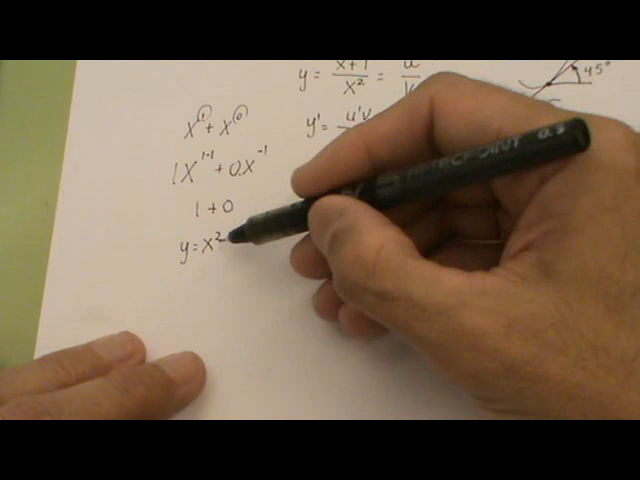 y = x+1 / x² = u / v
x¹ + x⁰
y' = u'v
1x¹⁻¹ + 0x⁻¹
1 + 0
y = x²
45°